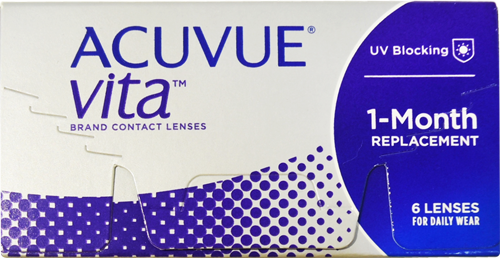 ACUVUE®
vita™
BRAND CONTACT LENSES
UV Blocking
1-Month
REPLACEMENT
6 LENSES
FOR DAILY WEAR